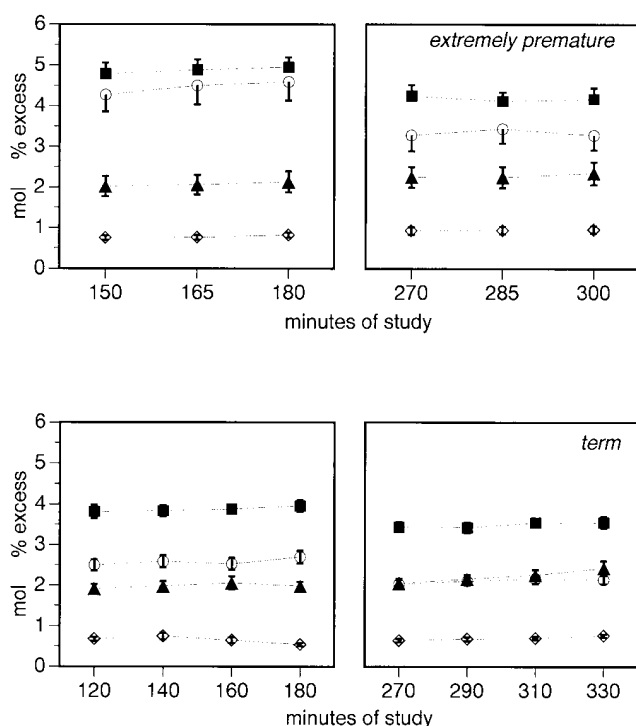 extremely premature
mol % excess
6
5
4
3
2
1
0
150 165 180
270 285 300
minutes of study
term
mol % excess
6
5
4
3
2
1
0
120 140 160 180
270 290 310 330
minutes of study